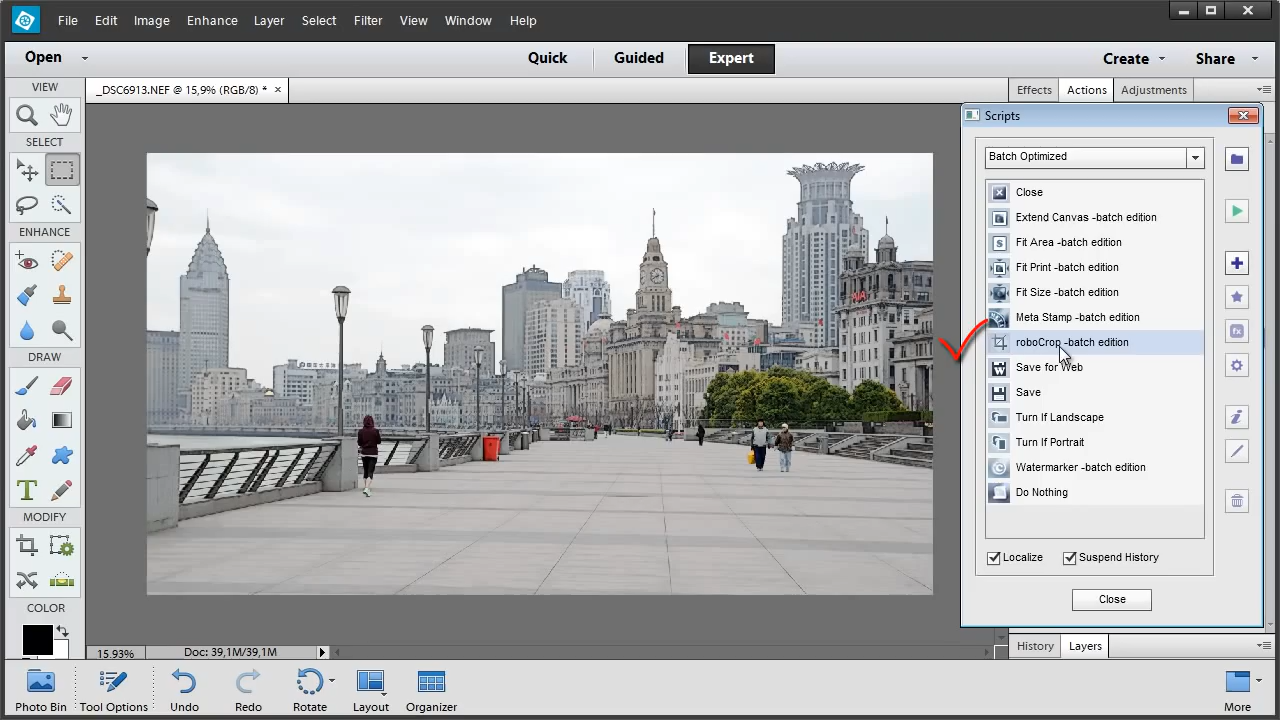 File Edit Image Enhance Layer Select Filter View Window Help
Open Quick Guided Expert Create Share
VIEW
_DSC6913.NEF @ 15,9% (RGB/8) * ×
Effects Actions Adjustments
Scripts
Batch Optimized
Close
Extend Canvas -batch edition
Fit Area -batch edition
Fit Print -batch edition
Fit Size -batch edition
Meta Stamp -batch edition
roboCrop -batch edition
Save for Web
Save
Turn If Landscape
Turn If Portrait
Watermarker -batch edition
Do Nothing
Localize Suspend History
Close
SELECT
ENHANCE
DRAW
MODIFY
COLOR
AIA
15.93% Doc: 39,1M/39,1M
History Layers
Photo Bin Tool Options Undo Redo Rotate Layout Organizer More